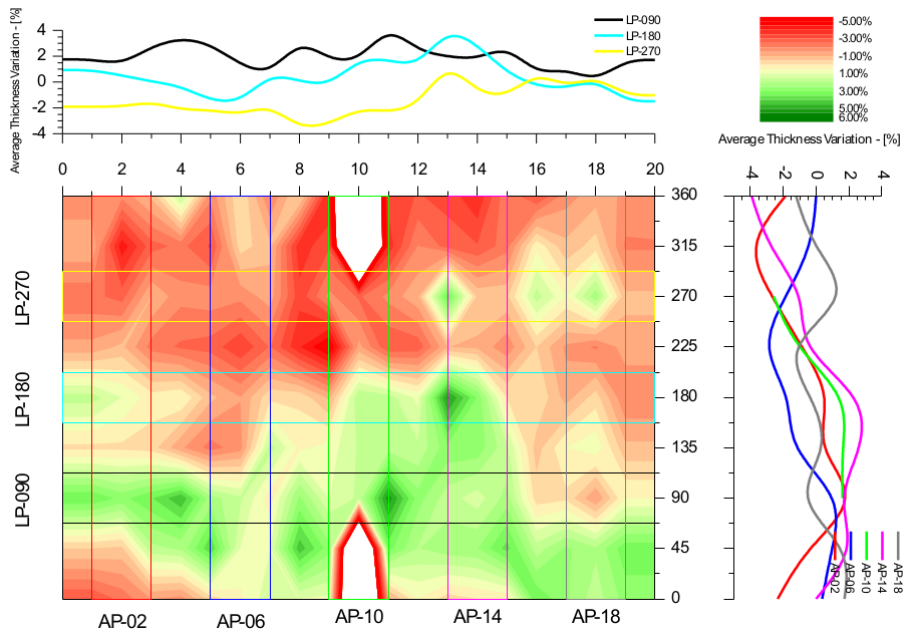 Average Thickness Variation - [%]
4
2
0
-2
-4
LP-090
LP-180
LP-270
0 2 4 6 8 10 12 14 16 18 20
-5.00%
-3.00%
-1.00%
1.00%
3.00%
5.00%
6.00%
Average Thickness Variation - [%]
-4 -2 0 2 4
360
315
270
225
180
135
90
45
0
LP-270
LP-180
LP-090
AP-02 AP-06 AP-10 AP-14 AP-18
AP-02
AP-06
AP-10
AP-14
AP-18